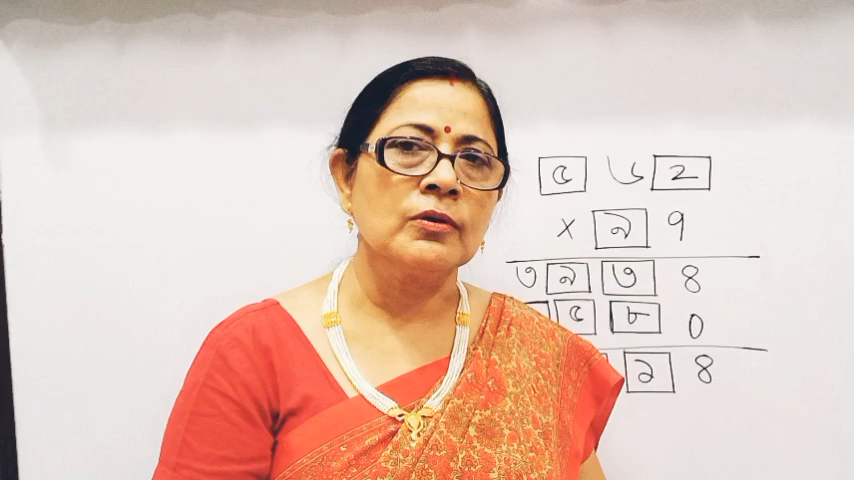 ৫ ৬ ২
x ৯ ৭
৩ ৯ ৩ ৪
৫ ৮ ০
১ ৪